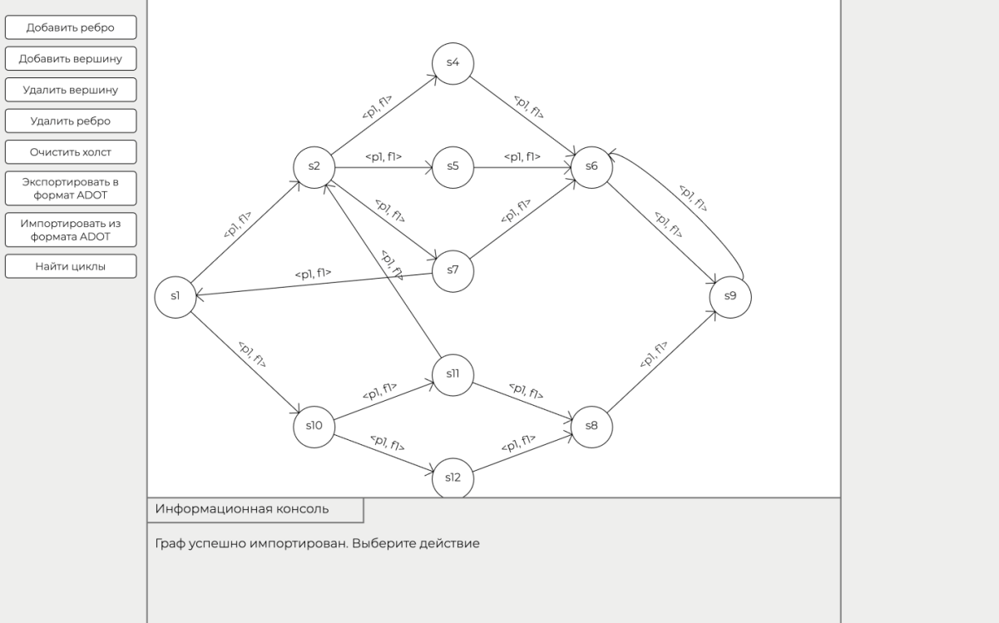 Добавить ребро
Добавить вершину
Удалить вершину
Удалить ребро
Очистить холст
Экспортировать в
формат ADOT
Импортировать из
формата ADOT
Найти циклы
s4
<p1, f1>
<p1, f1>
s2
<p1, f1>
s5
<p1, f1>
s6
<p1, f1>
<p1, f1>
<p1, f1>
<p1, f1>
<p1, f1>
<p1, f1>
s7
<p1, f1>
s1
s9
<p1, f1>
<p1, f1>
s11
<p1, f1>
<p1, f1>
s10
s8
<p1, f1>
<p1, f1>
s12
Информационная консоль
Граф успешно импортирован. Выберите действие